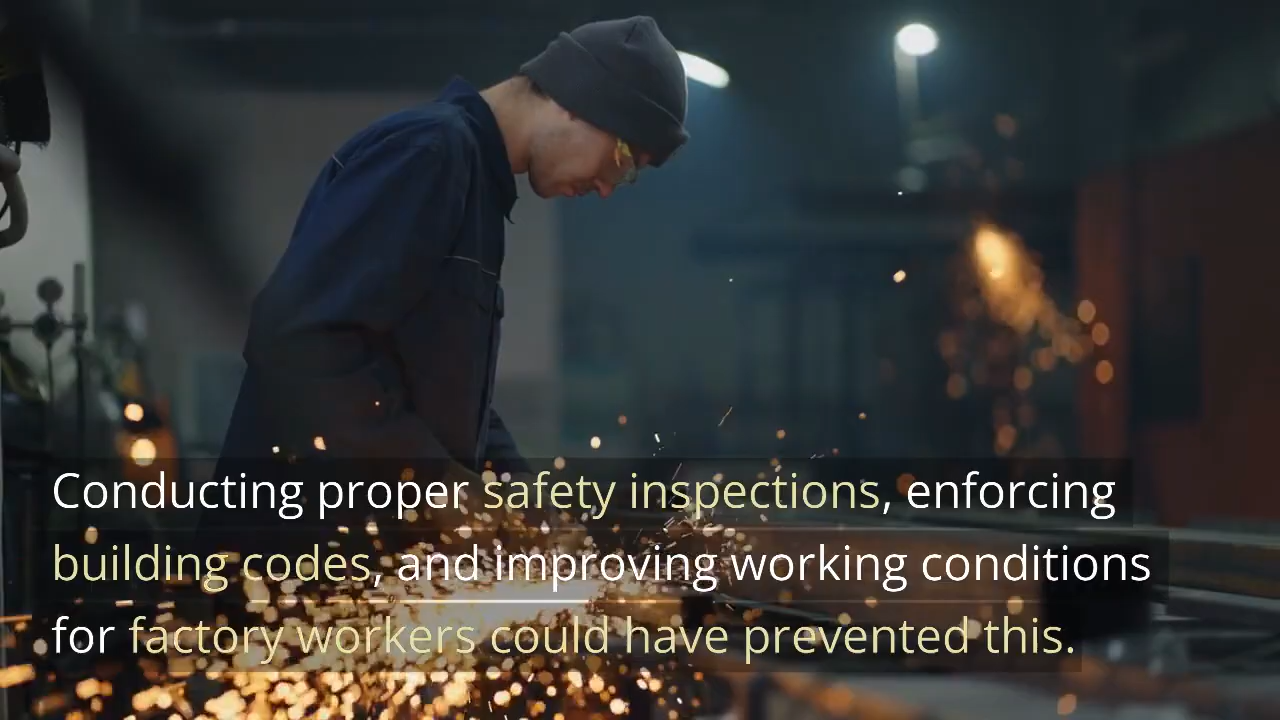 Conducting proper safety inspections, enforcing
building codes, and improving working conditions
for factory workers could have prevented this.